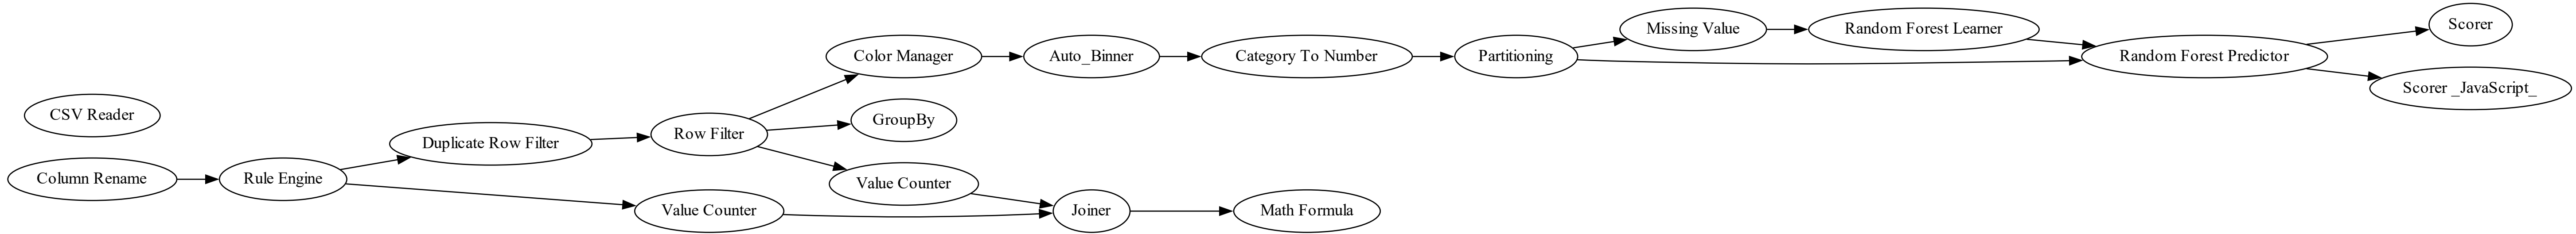 CSV Reader
Column Rename
Rule Engine
Duplicate Row Filter
Value Counter
Row Filter
Color Manager
GroupBy
Value Counter
Auto_Binner
Joiner
Category To Number
Math Formula
Partitioning
Missing Value
Random Forest Learner
Random Forest Predictor
Scorer
Scorer _JavaScript_